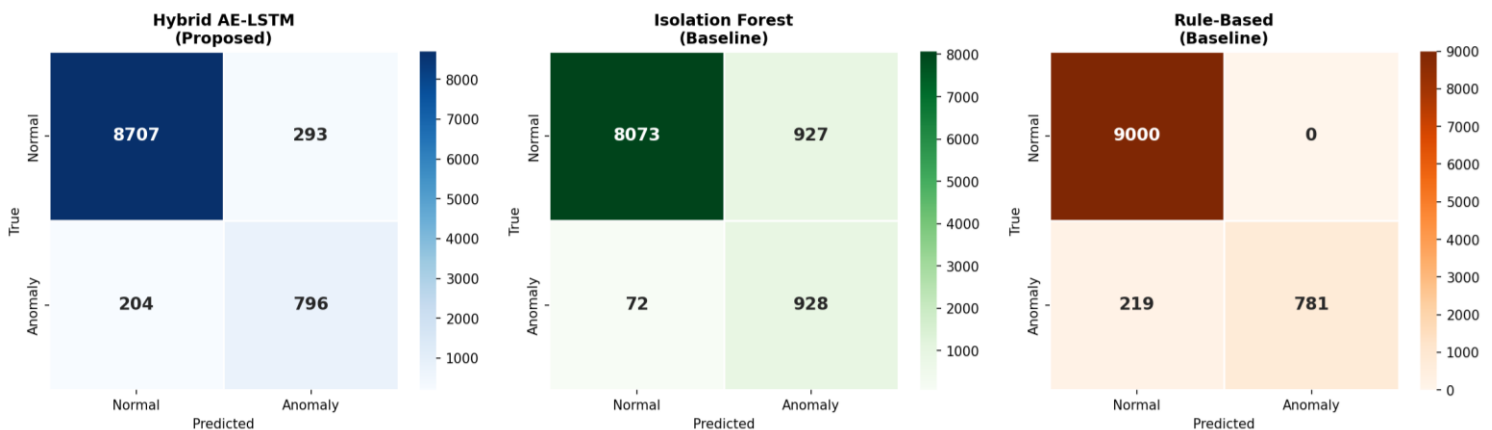 Hybrid AE-LSTM
(Proposed)
Normal
Anomaly
True
8707
293
204
796
Normal
Anomaly
Predicted
8000
7000
6000
5000
4000
3000
2000
1000
Isolation Forest
(Baseline)
Normal
Anomaly
True
8073
927
72
928
Normal
Anomaly
Predicted
8000
7000
6000
5000
4000
3000
2000
1000
Rule-Based
(Baseline)
Normal
Anomaly
True
9000
0
219
781
Normal
Anomaly
Predicted
9000
8000
7000
6000
5000
4000
3000
2000
1000
0